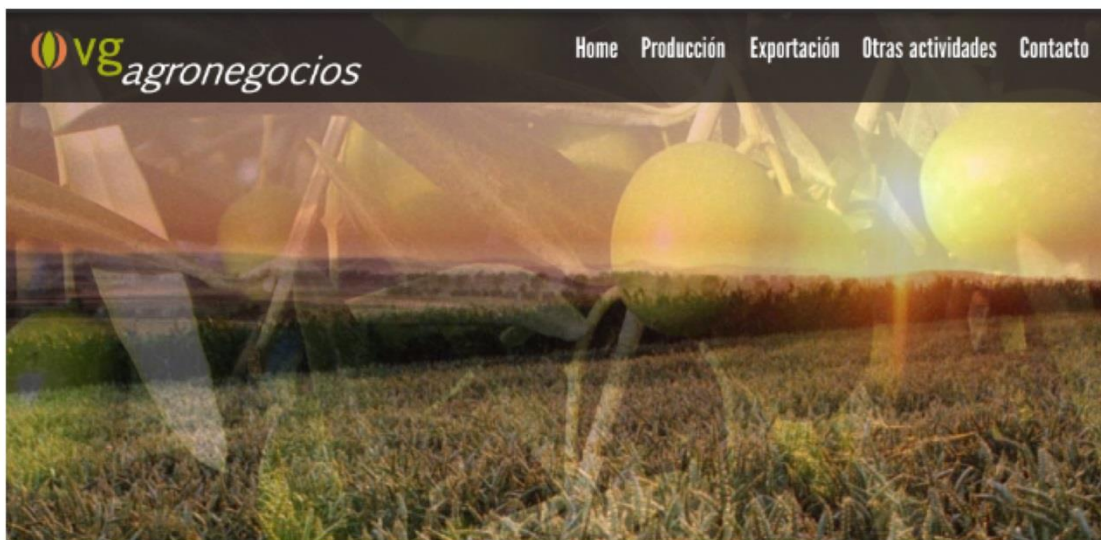 vg
agronegocios
Home Producción Exportación Otras actividades Contacto